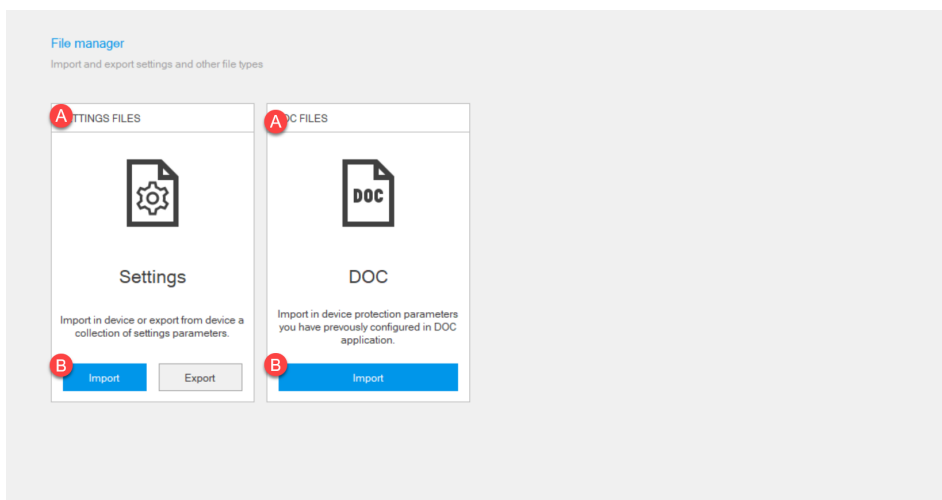 File manager
Import and export settings and other file types
A TTINGS FILES
A OC FILES
DOC
Settings
DOC
Import in device or export from device a
collection of settings parameters.
Import in device protection parameters
you have prevously configured in DOC
application.
B
Import
Export
B
Import